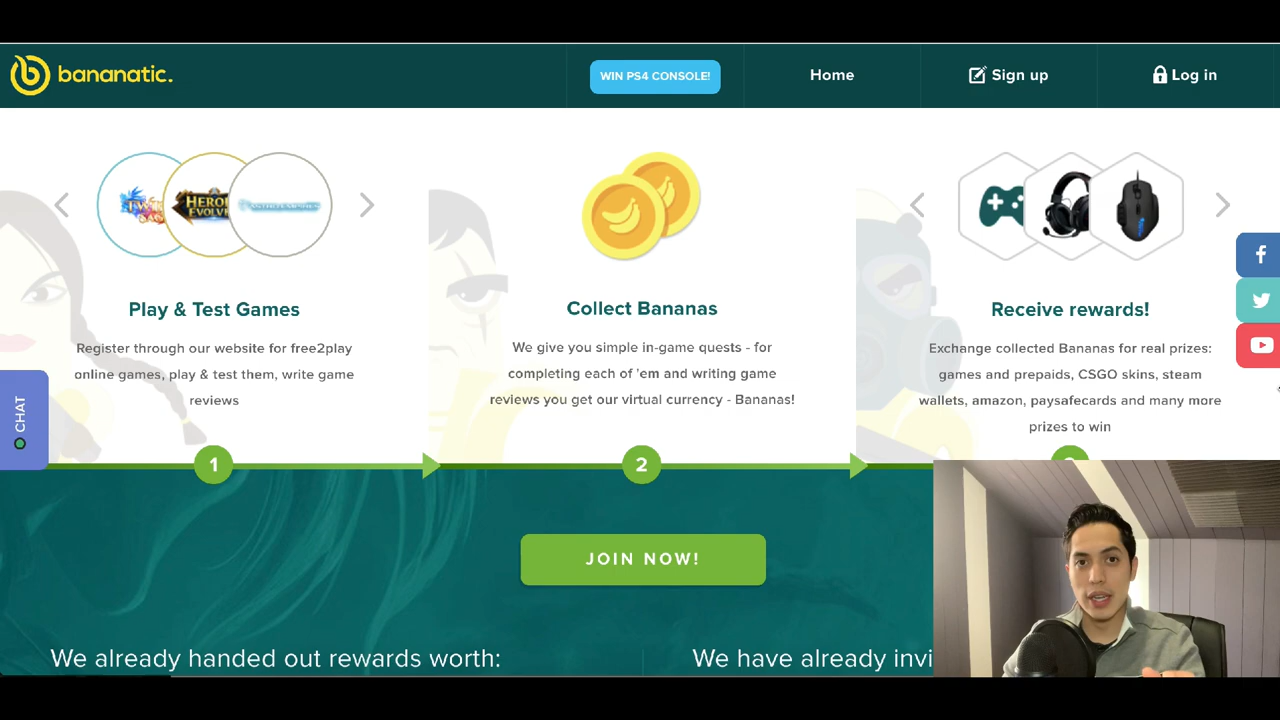 bananatic.
WIN PS4 CONSOLE!
Home
Sign up
Log in
Play & Test Games
Register through our website for free2play
online games, play & test them, write game
reviews
Collect Bananas
We give you simple in-game quests - for
completing each of 'em and writing game
reviews you get our virtual currency - Bananas!
Receive rewards!
Exchange collected Bananas for real prizes:
games and prepaids, CSGO skins, steam
wallets, amazon, paysafecards and many more
prizes to win
CHAT
1
2
JOIN NOW!
We already handed out rewards worth:
We have already invi